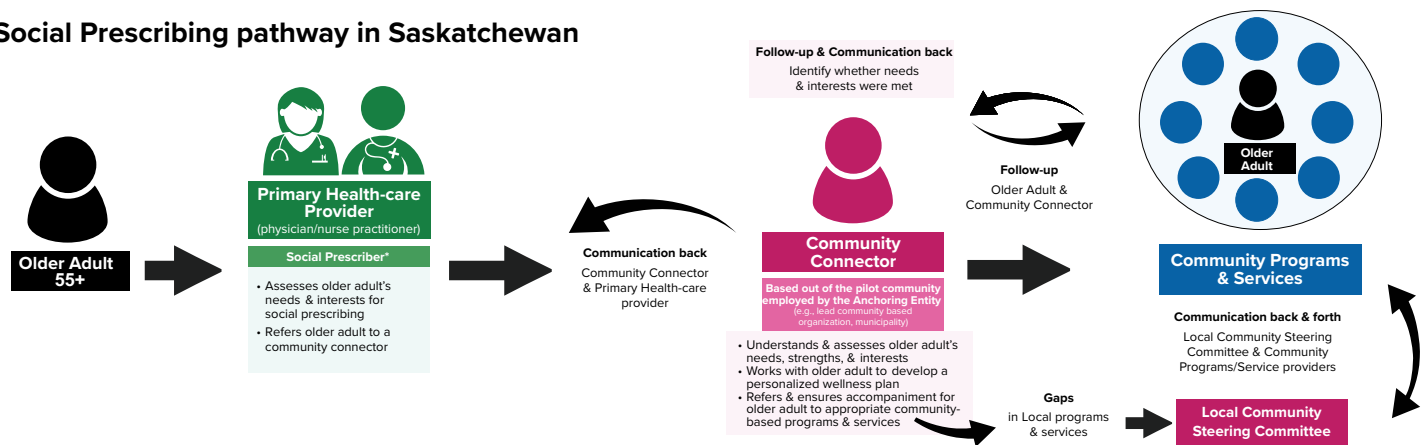 Social Prescribing pathway in Saskatchewan
Older Adult
55+
Primary Health-care
Provider
(physician/nurse practitioner)
Social Prescriber*
• Assesses older adult's
needs & interests for
social prescribing
• Refers older adult to a
community connector
Communication back
Community Connector
& Primary Health-care
provider
Follow-up & Communication back
Identify whether needs
& interests were met
Community
Connector
Based out of the pilot community
employed by the Anchoring Entity
(e.g., lead community based
organization, municipality)
• Understands & assesses older adult's
needs, strengths, & interests
• Works with older adult to develop a
personalized wellness plan
• Refers & ensures accompaniment for
older adult to appropriate community-
based programs & services
Follow-up
Older Adult &
Community Connector
Older
Adult
Community Programs
& Services
Communication back & forth
Local Community Steering
Committee & Community
Programs/Service providers
Gaps
in Local programs
& services
Local Community
Steering Committee